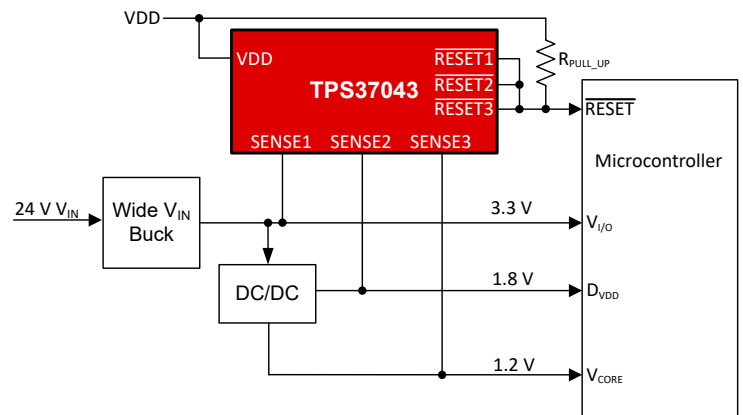 VDD
VDD
RESET1
RPULL_UP
TPS37043
RESET2
RESET3
RESET
SENSE1 SENSE2 SENSE3
Microcontroller
24 V VIN
Wide VIN
Buck
3.3 V
VI/O
DC/DC
1.8 V
DVDD
1.2 V
VCORE